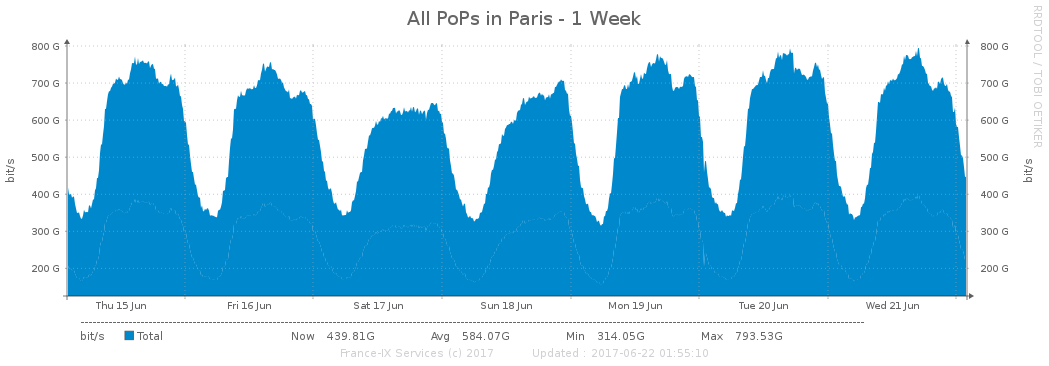 All PoPs in Paris - 1 Week
RRDTOOL / TOBI OETIKER
800 G 800 G
700 G 700 G
600 G 600 G
500 G 500 G
400 G 400 G
300 G 300 G
200 G 200 G
bit/s
bit/s
Thu 15 Jun Fri 16 Jun Sat 17 Jun Sun 18 Jun Mon 19 Jun Tue 20 Jun Wed 21 Jun
bit/s Total Now 439.81G Avg 584.07G Min 314.05G Max 793.53G
France-IX Services (c) 2017 Updated : 2017-06-22 01:55:10